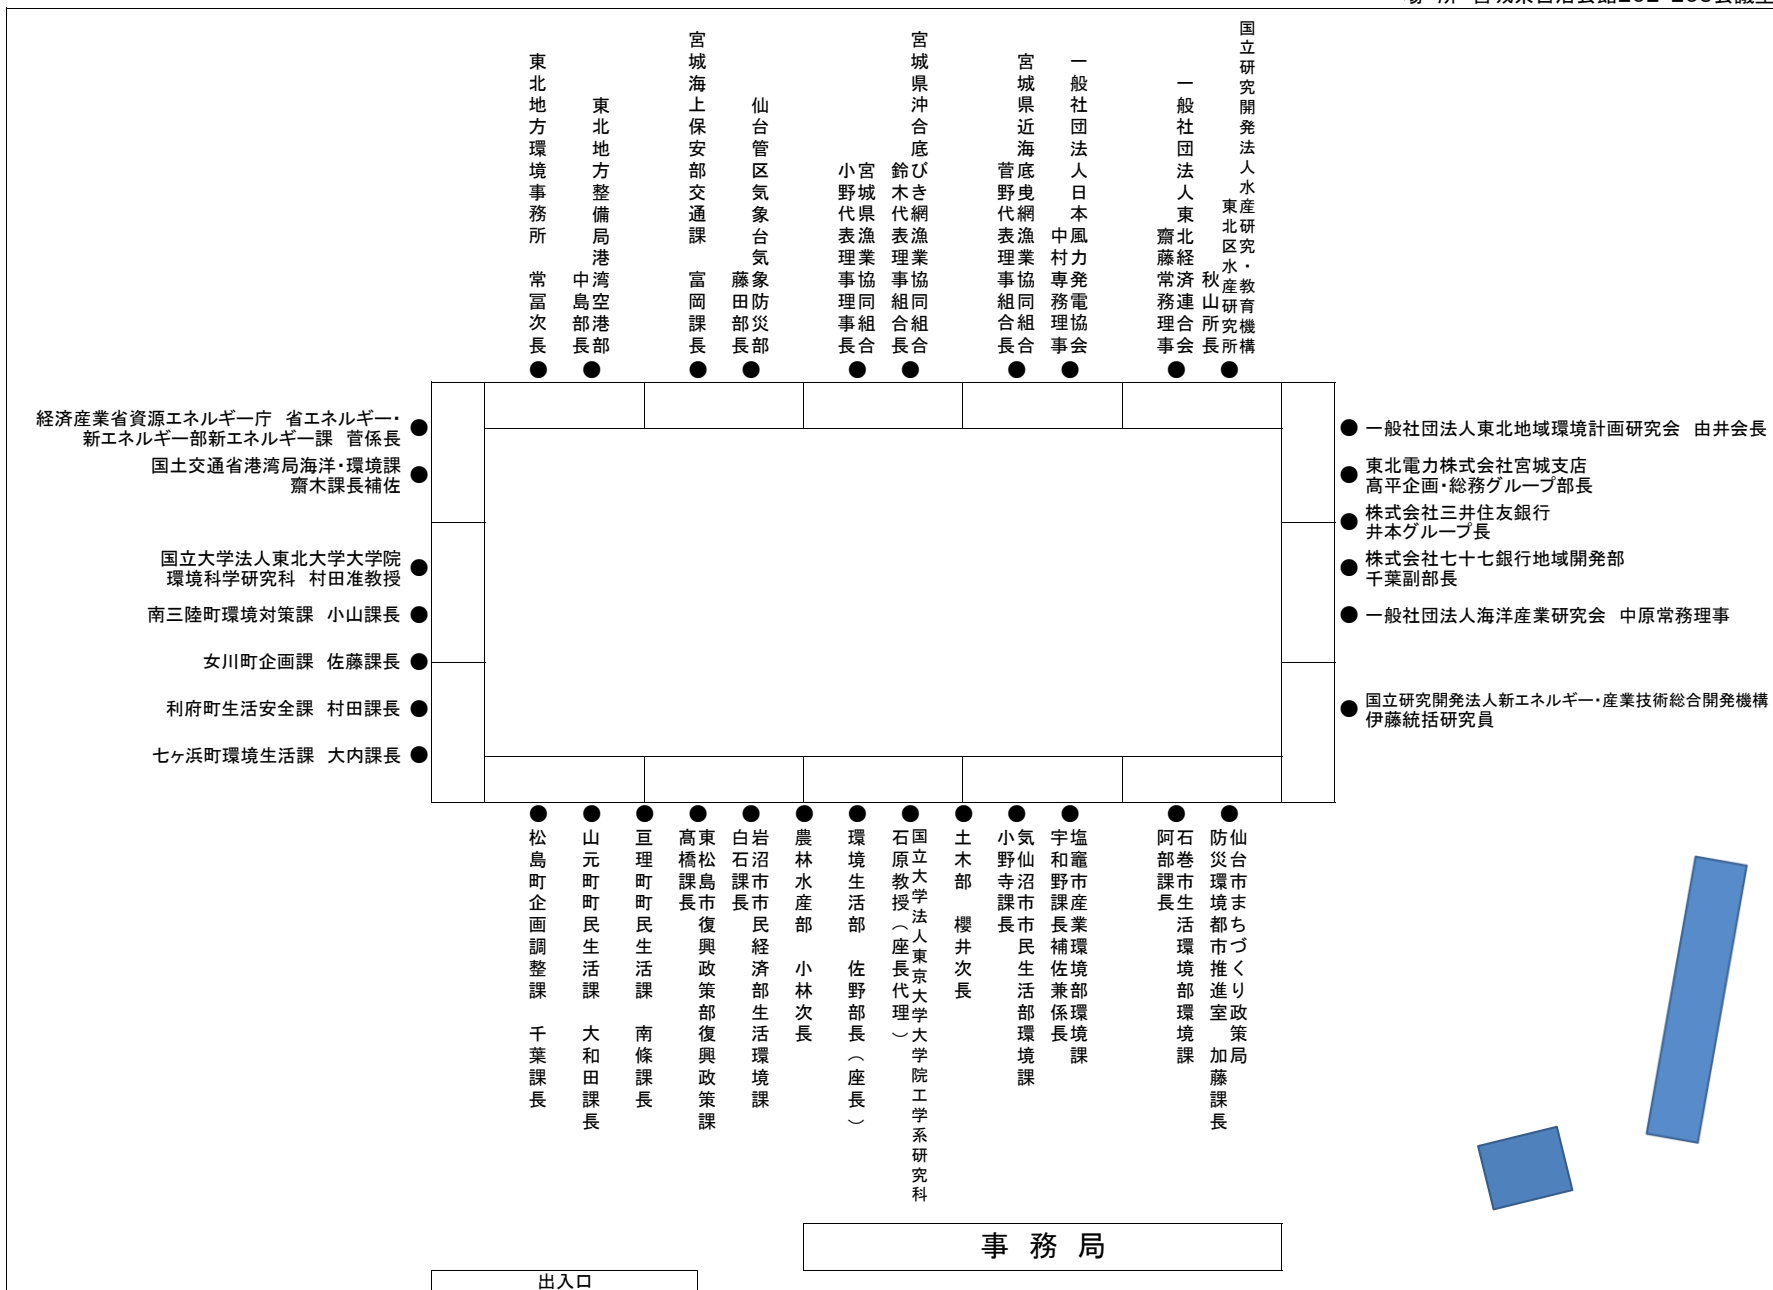 東北地方環境事務所　常冨次長
東北地方整備局港湾空港部
中島部長
宮城海上保安部交通課　富岡課長
仙台管区気象台気象防災部
藤田部長
宮城県漁業協同組合
小野代表理事理事長
宮城県沖合底びき網漁業協同組合
鈴木代表理事組合長
宮城県近海底曳網漁業協同組合
菅野代表理事組合長
一般社団法人日本風力発電協会
中村専務理事
一般社団法人東北経済連合会
齋藤常務理事
国立研究開発法人水産研究・教育機構
東北区水産研究所
秋山所長
経済産業省資源エネルギー庁　省エネルギー・
新エネルギー部新エネルギー課　菅係長
国土交通省港湾局海洋・環境課
齋木課長補佐
国立大学法人東北大学大学院
環境科学研究科　村田准教授
南三陸町環境対策課　小山課長
女川町企画課　佐藤課長
利府町生活安全課　村田課長
七ヶ浜町環境生活課　大内課長
一般社団法人東北地域環境計画研究会　由井会長
東北電力株式会社宮城支店
髙平企画・総務グループ部長
株式会社三井住友銀行
井本グループ長
株式会社七十七銀行地域開発部
千葉副部長
一般社団法人海洋産業研究会　中原常務理事
国立研究開発法人新エネルギー・産業技術総合開発機構
伊藤統括研究員
松島町企画調整課　千葉課長
山元町町民生活課　大和田課長
亘理町町民生活課　南條課長
東松島市復興政策部復興政策課
髙橋課長
岩沼市市民経済部生活環境課
白石課長
農林水産部　小林次長
環境生活部　佐野部長（座長）
国立大学法人東京大学大学院工学系研究科
石原教授（座長代理）
土木部　櫻井次長
気仙沼市市民生活部環境課
小野寺課長
塩竈市産業環境部環境課
宇和野課長補佐兼係長
石巻市生活環境部環境課
阿部課長
仙台市まちづくり政策局
防災環境都市推進室　加藤課長
事務局
出入口